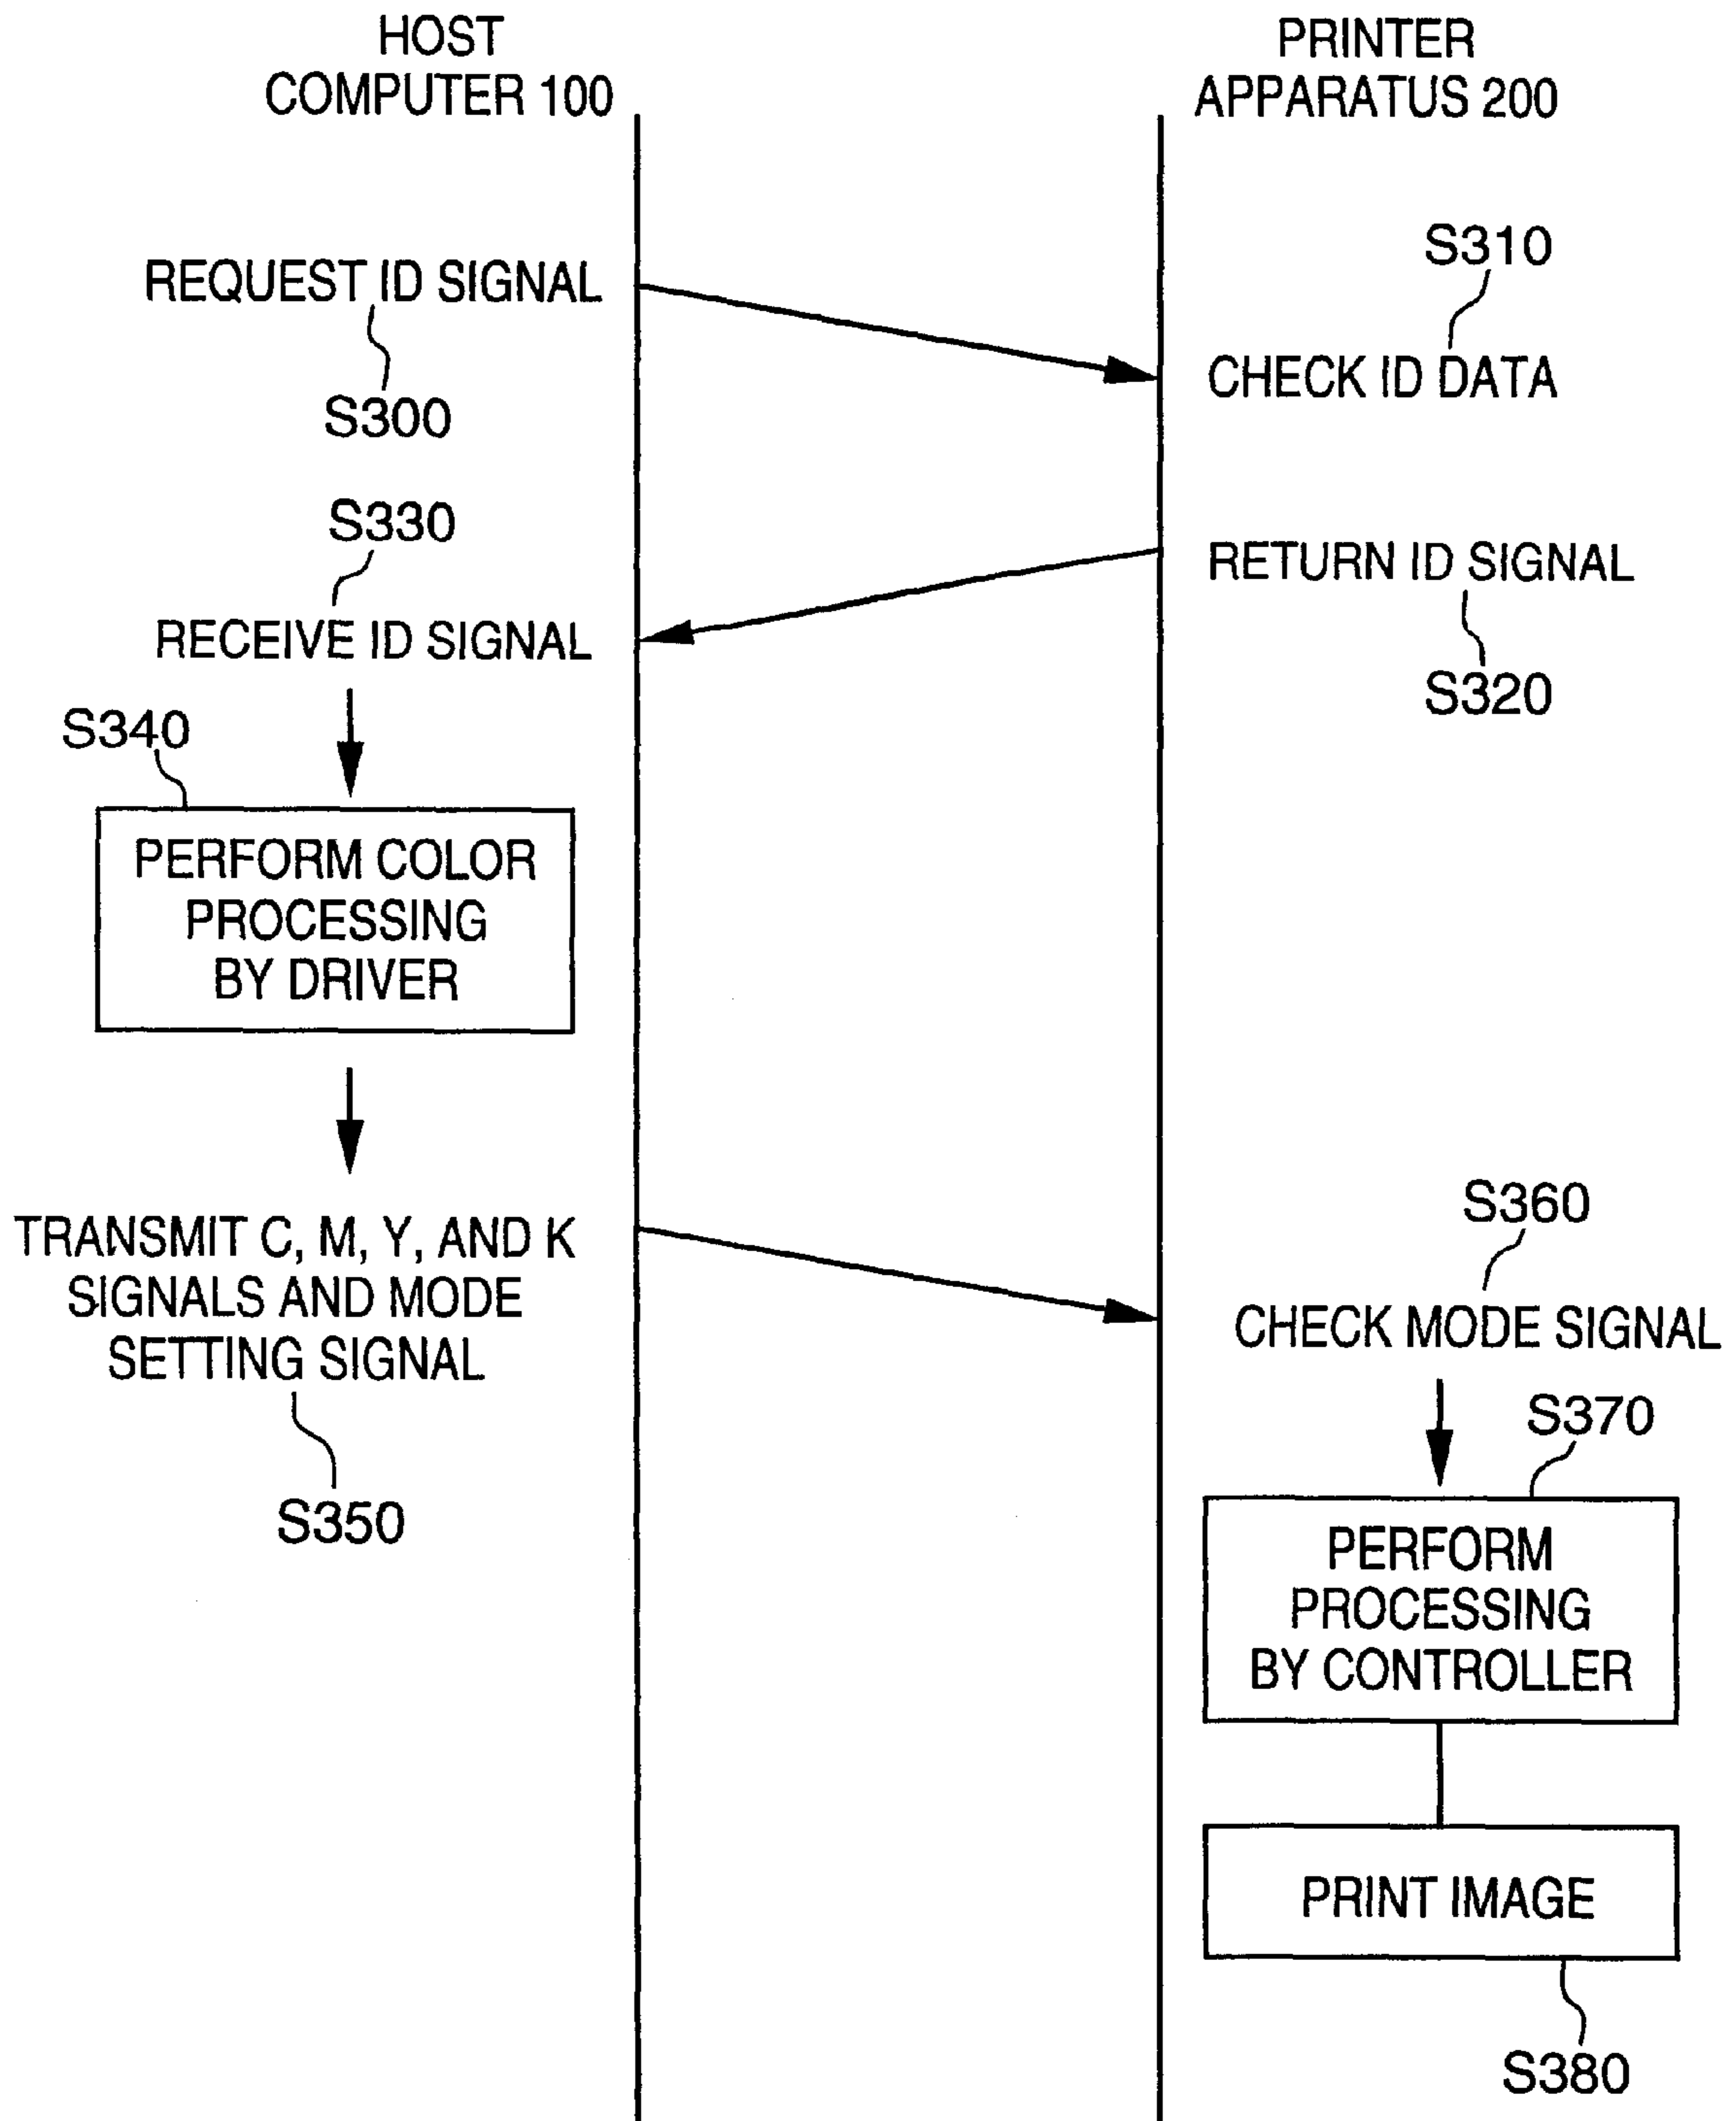 HOST
COMPUTER 100
PRINTER
APPARATUS 200
REQUEST ID SIGNAL
S300
S310
CHECK ID DATA
S330
RECEIVE ID SIGNAL
RETURN ID SIGNAL
S320
S340
PERFORM COLOR
PROCESSING
BY DRIVER
TRANSMIT C, M, Y, AND K
SIGNALS AND MODE
SETTING SIGNAL
S350
S360
CHECK MODE SIGNAL
S370
PERFORM
PROCESSING
BY CONTROLLER
PRINT IMAGE
S380